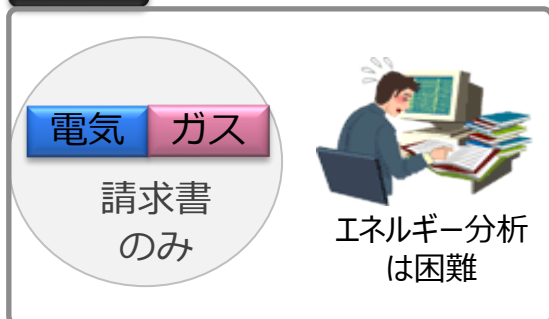 電気 ガス
請求書
のみ
エネルギー分析
は困難